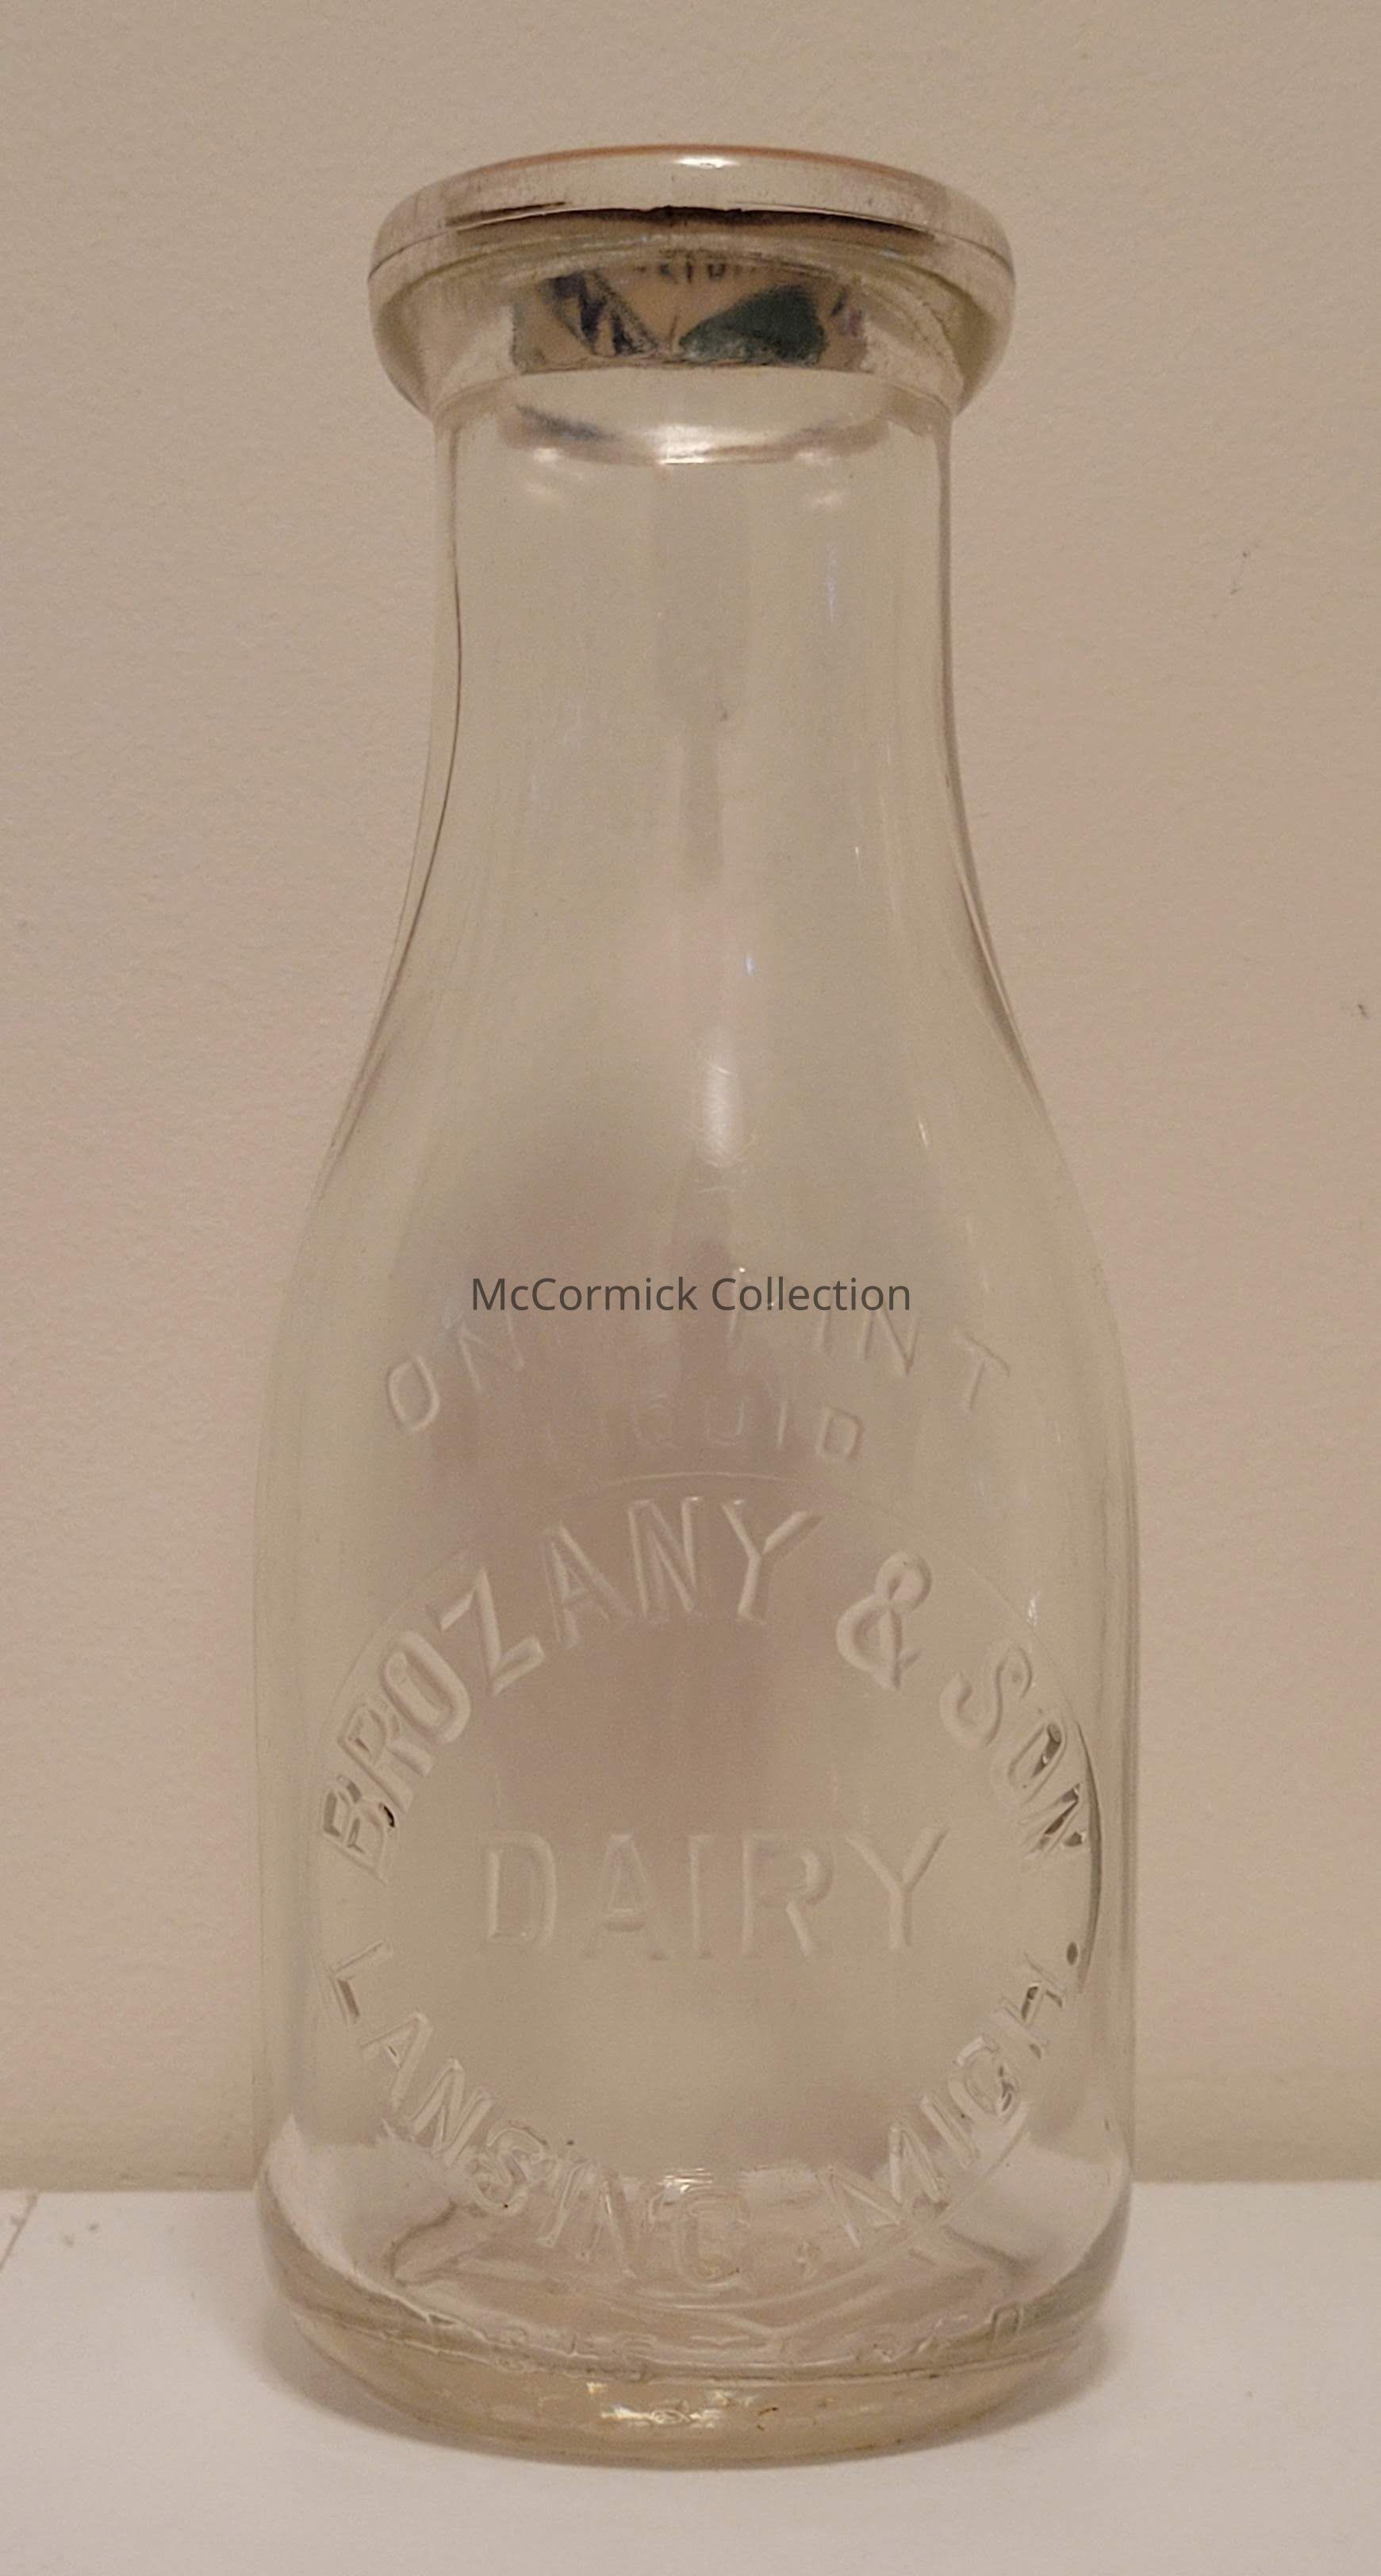 McCormick Collection
ONE PINT
LIQUID
BROZANY & SON
DAIRY
LANSING, MICH.